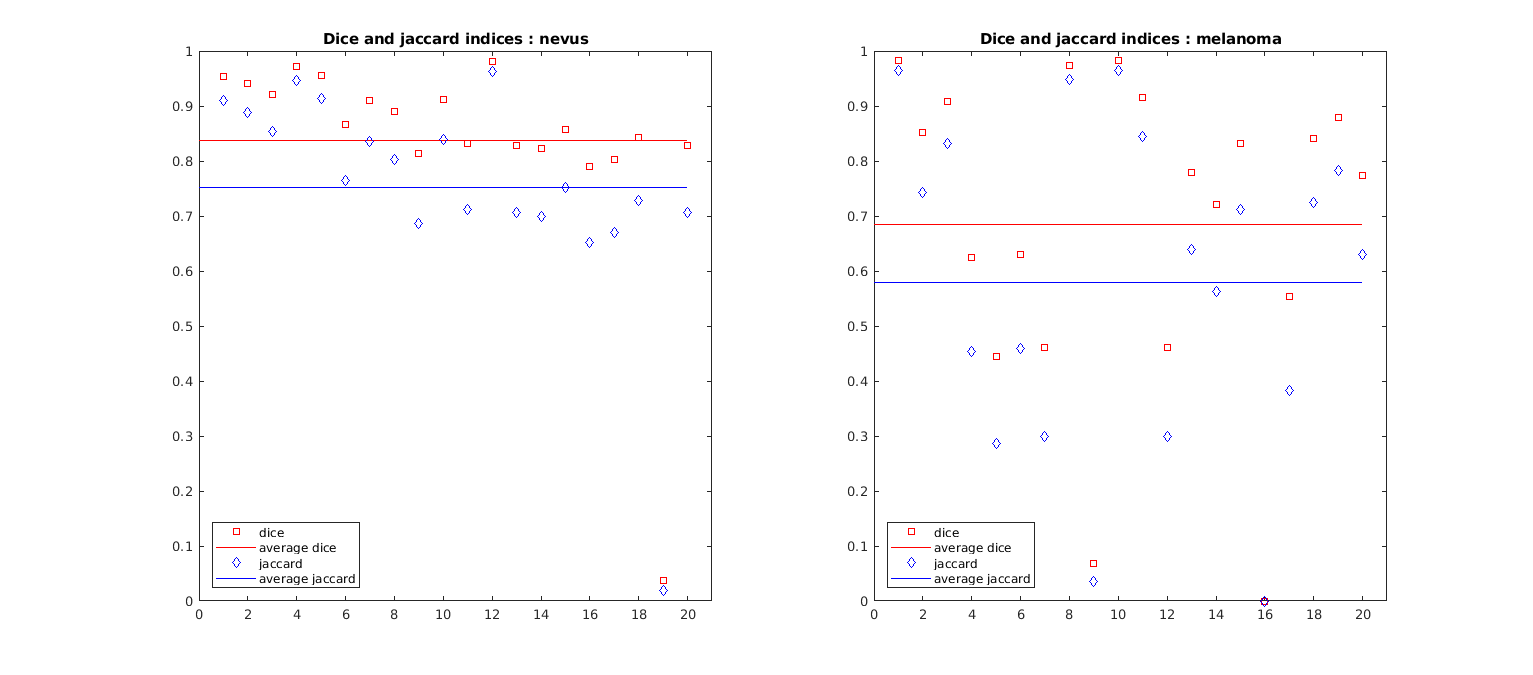 Dice and jaccard indices : nevus
1
0.9
0.8
0.7
0.6
0.5
0.4
0.3
0.2
0.1
0
0 2 4 6 8 10 12 14 16 18 20
dice
average dice
jaccard
average jaccard
Dice and jaccard indices : melanoma
1
0.9
0.8
0.7
0.6
0.5
0.4
0.3
0.2
0.1
0
0 2 4 6 8 10 12 14 16 18 20
dice
average dice
jaccard
average jaccard